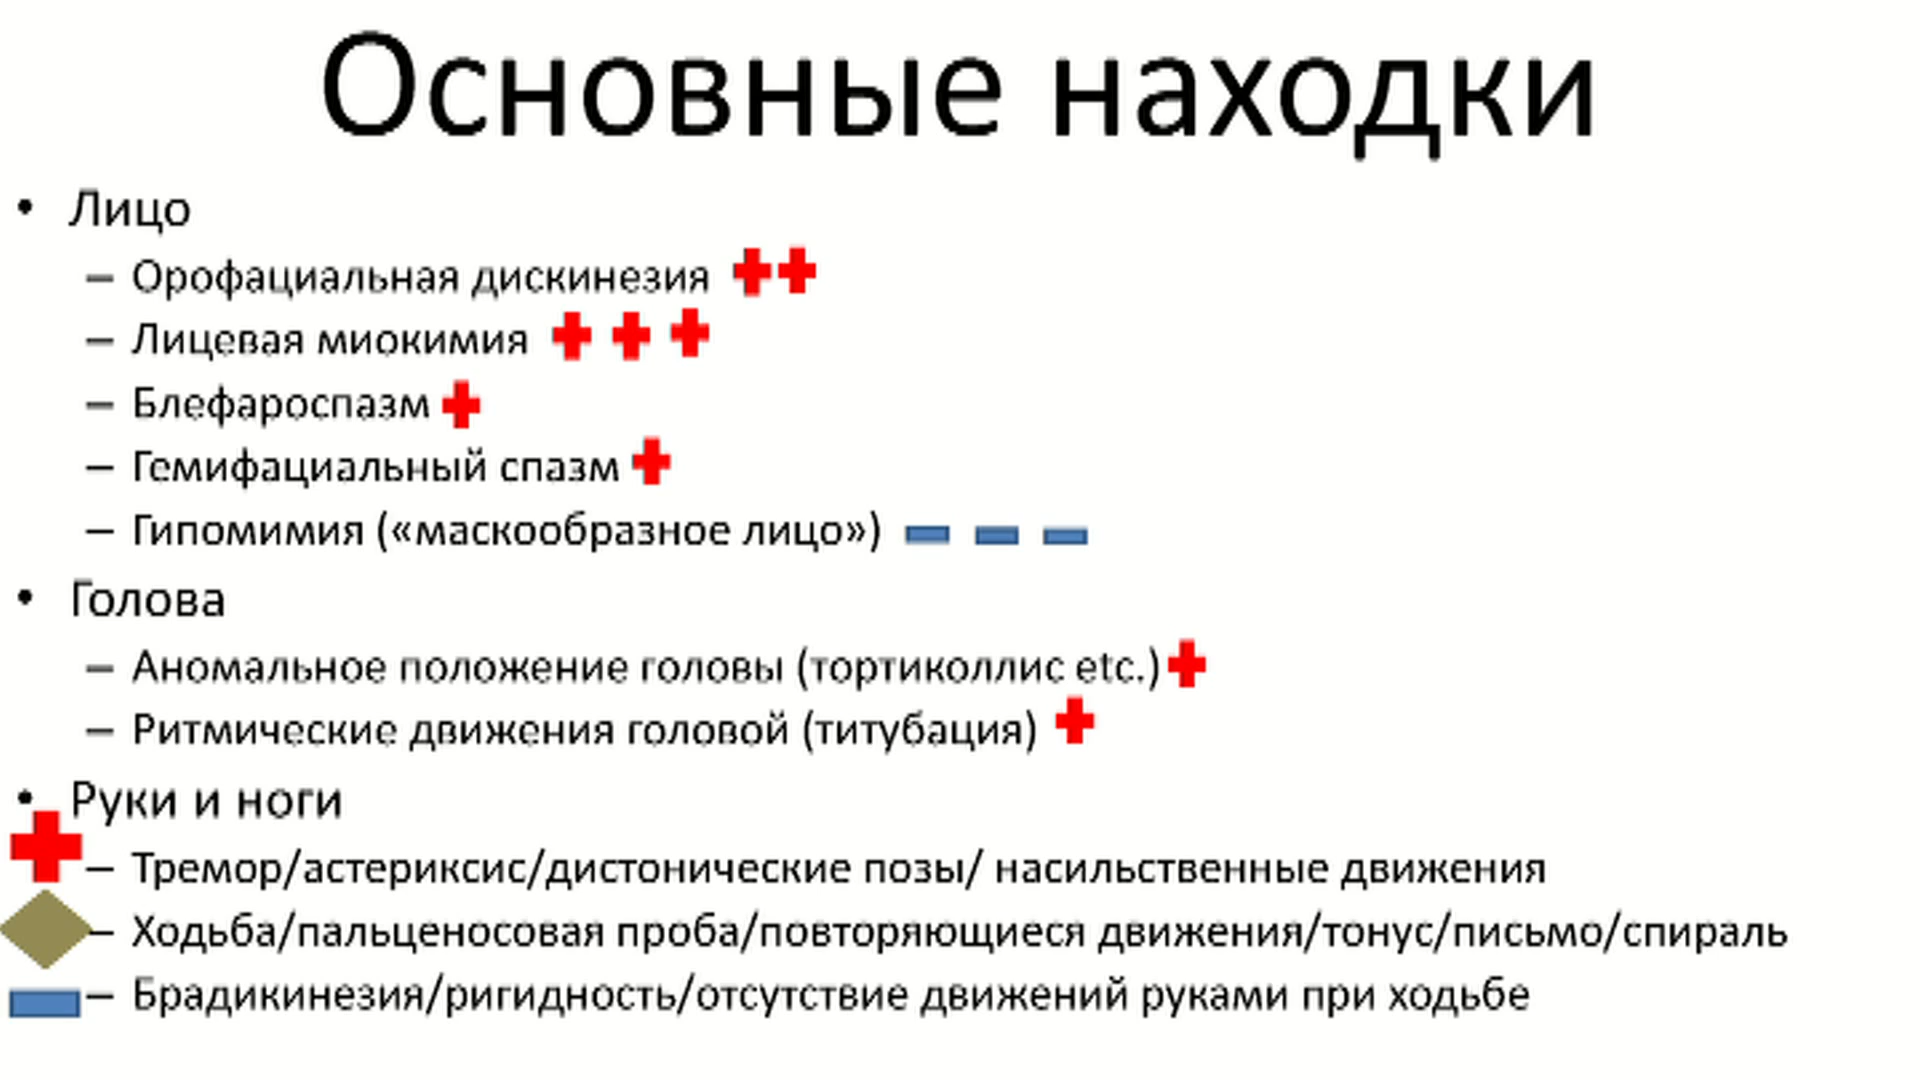 Основные находки
• Лицо
– Орофациальная дискинезия
– Лицевая миокимия
– Блефароспазм
– Гемифациальный спазм
– Гипомимия («маскообразное лицо»)
• Голова
– Аномальное положение головы (тортиколлис etc.)
– Ритмические движения головой (титубация)
• Руки и ноги
– Тремор/астериксис/дистонические позы/ насильственные движения
– Ходьба/пальценосовая проба/повторяющиеся движения/тонус/письмо/спираль
– Брадикинезия/ригидность/отсутствие движений руками при ходьбе